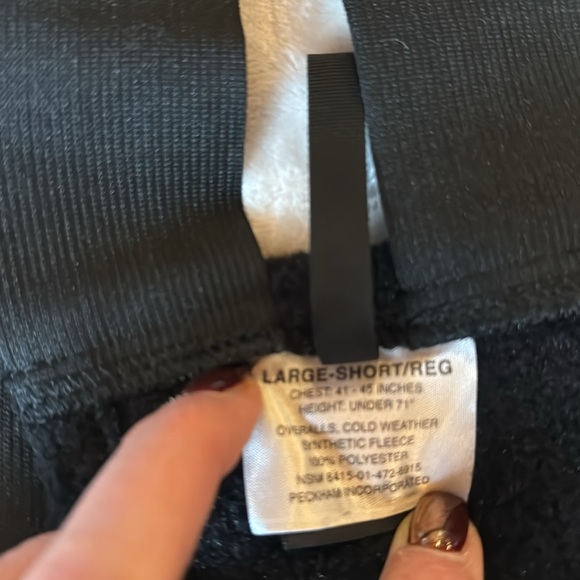 LARGE-SHORT/REG
CHEST: 41 - 45 INCHES
HEIGHT: UNDER 71"
OVERALLS, COLD WEATHER
SYNTHETIC FLEECE
100% POLYESTER
NSN# 8415-01-472-6915
PECKHAM INCORPORATED